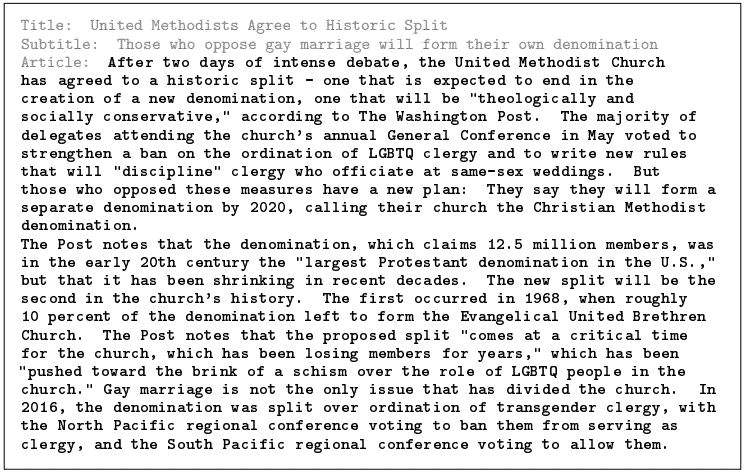 Title: United Methodists Agree to Historic Split
Subtitle: Those who oppose gay marriage will form their own denomination
Article: After two days of intense debate, the United Methodist Church
has agreed to a historic split - one that is expected to end in the
creation of a new denomination, one that will be "theologically and
socially conservative," according to The Washington Post. The majority of
delegates attending the church's annual General Conference in May voted to
strengthen a ban on the ordination of LGBTQ clergy and to write new rules
that will "discipline" clergy who officiate at same-sex weddings. But
those who opposed these measures have a new plan: They say they will form a
separate denomination by 2020, calling their church the Christian Methodist
denomination.
The Post notes that the denomination, which claims 12.5 million members, was
in the early 20th century the "largest Protestant denomination in the U.S.,"
but that it has been shrinking in recent decades. The new split will be the
second in the church's history. The first occurred in 1968, when roughly
10 percent of the denomination left to form the Evangelical United Brethren
Church. The Post notes that the proposed split "comes at a critical time
for the church, which has been losing members for years," which has been
"pushed toward the brink of a schism over the role of LGBTQ people in the
church." Gay marriage is not the only issue that has divided the church. In
2016, the denomination was split over ordination of transgender clergy, with
the North Pacific regional conference voting to ban them from serving as
clergy, and the South Pacific regional conference voting to allow them.